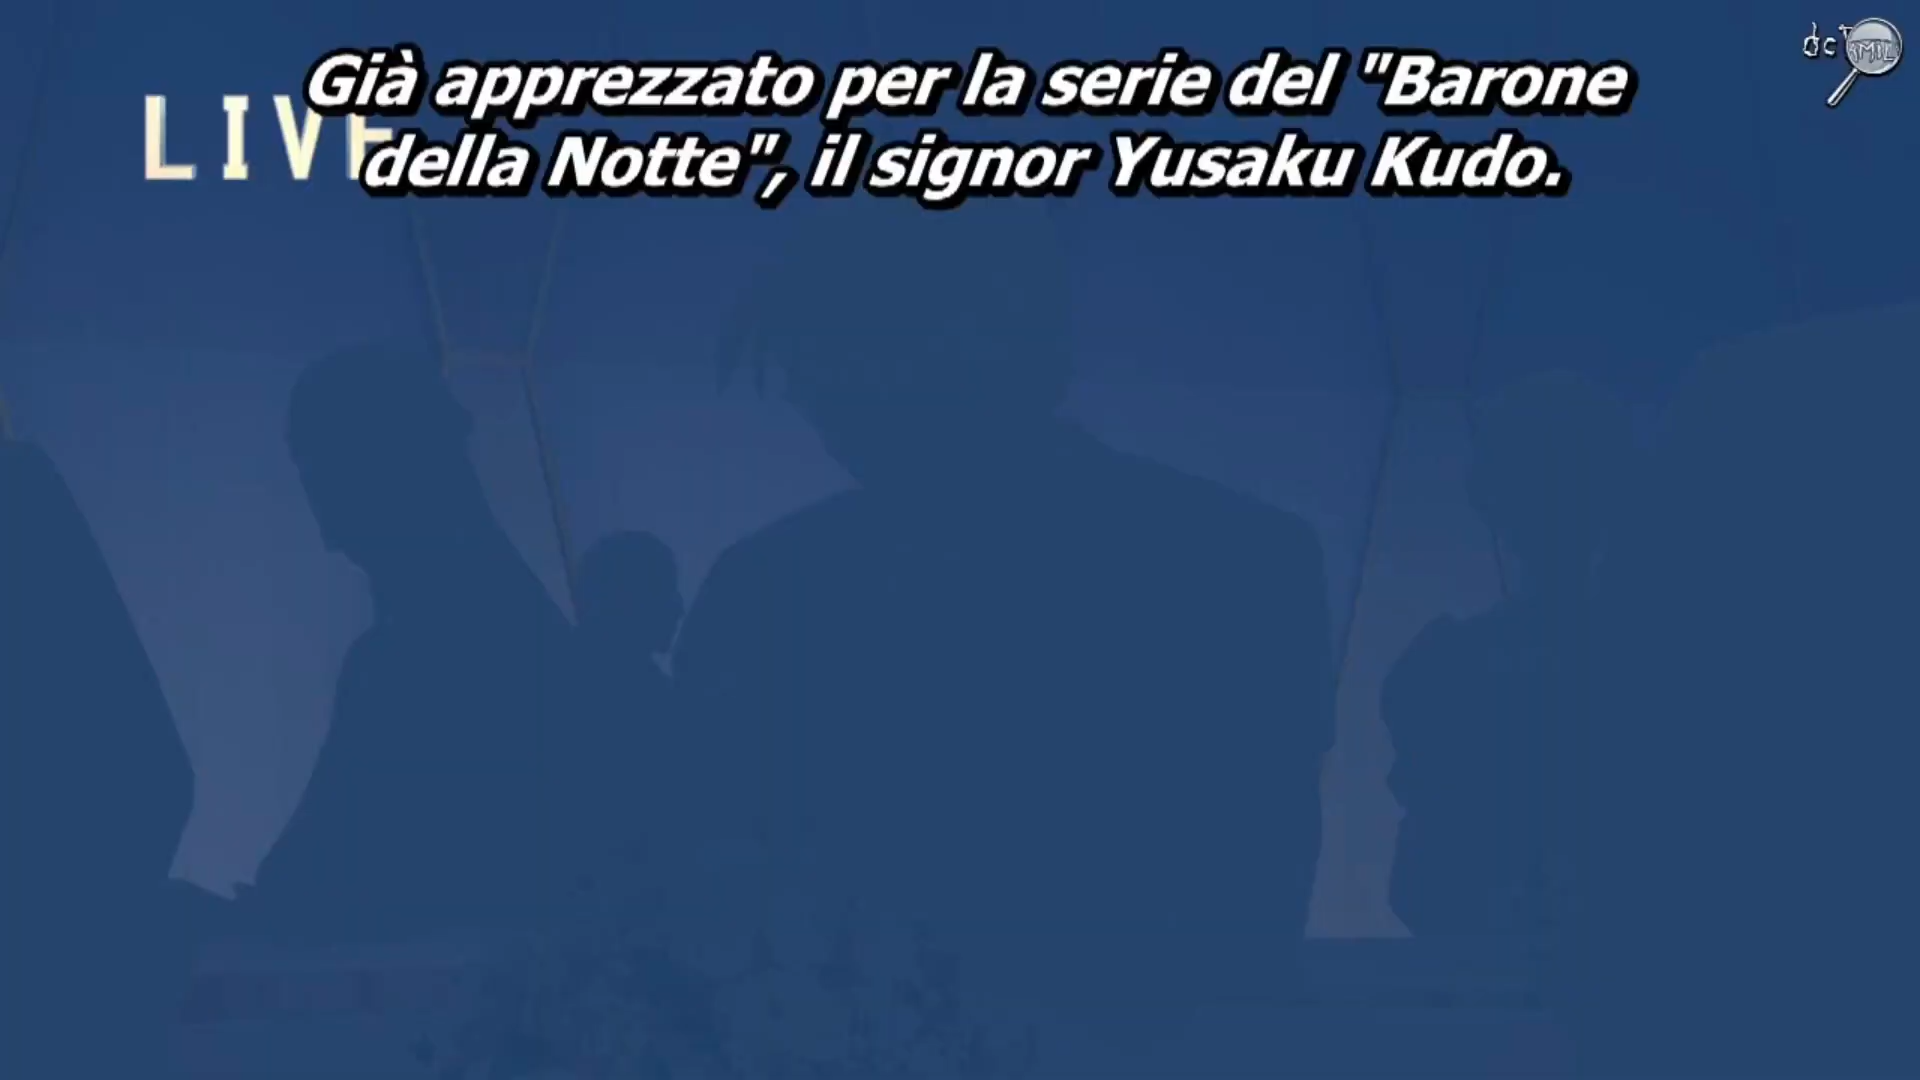 Già apprezzato per la serie del "Barone
della Notte", il signor Yusaku Kudo.
LIVE